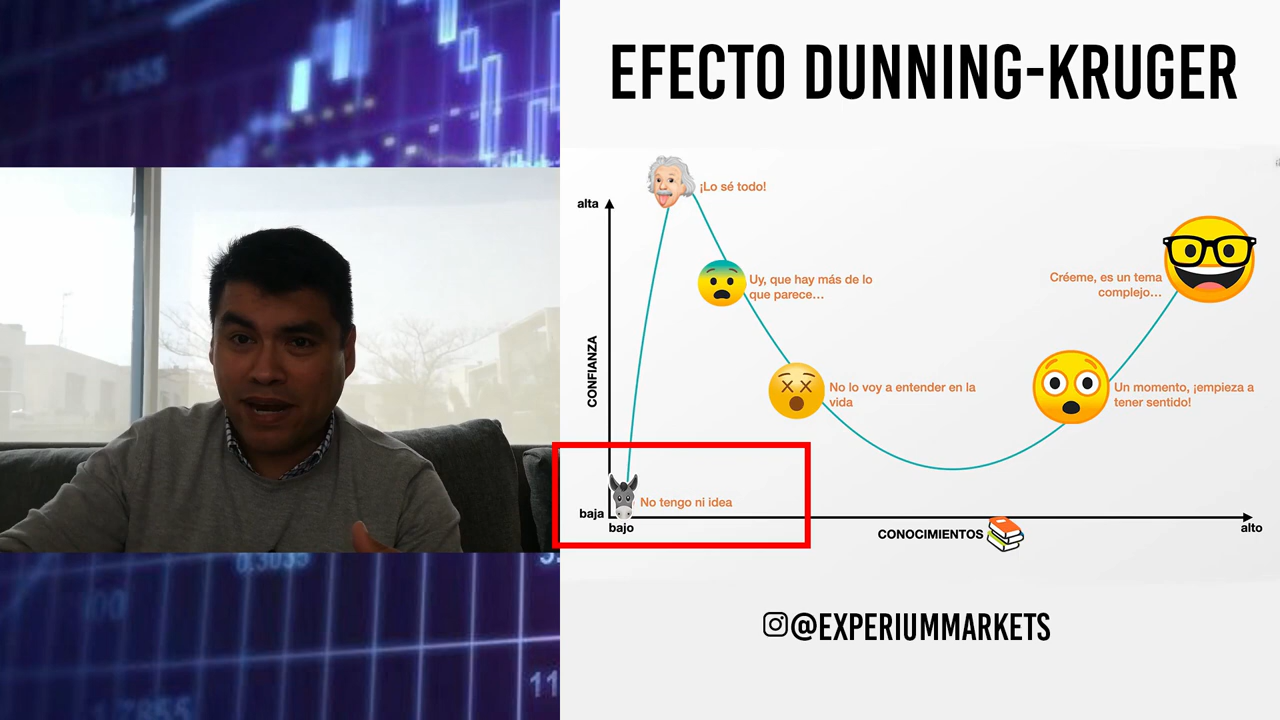 EFECTO DUNNING-KRUGER
¡Lo sé todo!
alta
Uy, que hay más de lo
que parece...
Créeme, es un tema
complejo...
CONFIANZA
No lo voy a entender en la
vida
Un momento, ¡empieza a
tener sentido!
No tengo ni idea
baja
bajo
CONOCIMIENTOS
alto
@EXPERIUMMARKETS